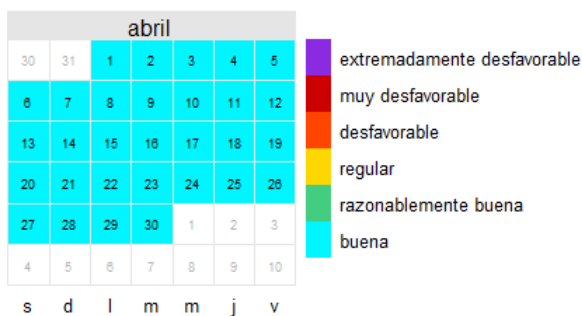 abril
30 31 1 2 3 4 5
6 7 8 9 10 11 12
13 14 15 16 17 18 19
20 21 22 23 24 25 26
27 28 29 30 1 2 3
4 5 6 7 8 9 10
s d l m m j v
extremadamente desfavorable
muy desfavorable
desfavorable
regular
razonablemente buena
buena